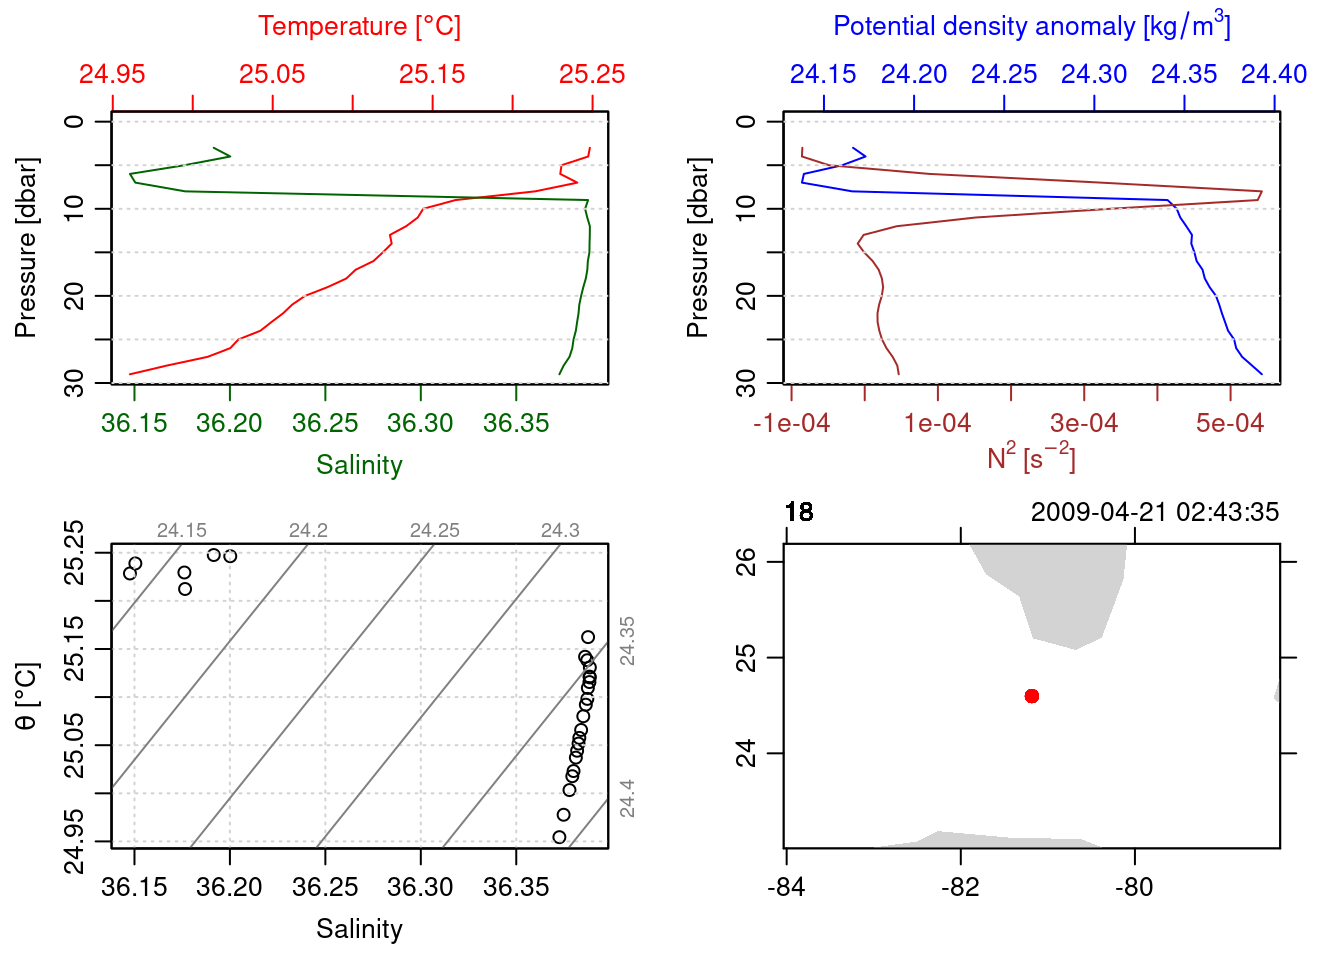 Temperature [°C]
24.95 25.05 25.15 25.25
Pressure [dbar]
0 10 20 30
36.15 36.20 36.25 36.30 36.35
Salinity
Potential density anomaly [kg/m³]
24.15 24.20 24.25 24.30 24.35 24.40
Pressure [dbar]
0 10 20 30
-1e-04 1e-04 3e-04 5e-04
N² [s⁻²]
24.15 24.2 24.25 24.3
24.35
24.4
θ [°C]
25.25 25.15 25.05 24.95
36.15 36.20 36.25 36.30 36.35
Salinity
18 2009-04-21 02:43:35
26 25 24
-84 -82 -80